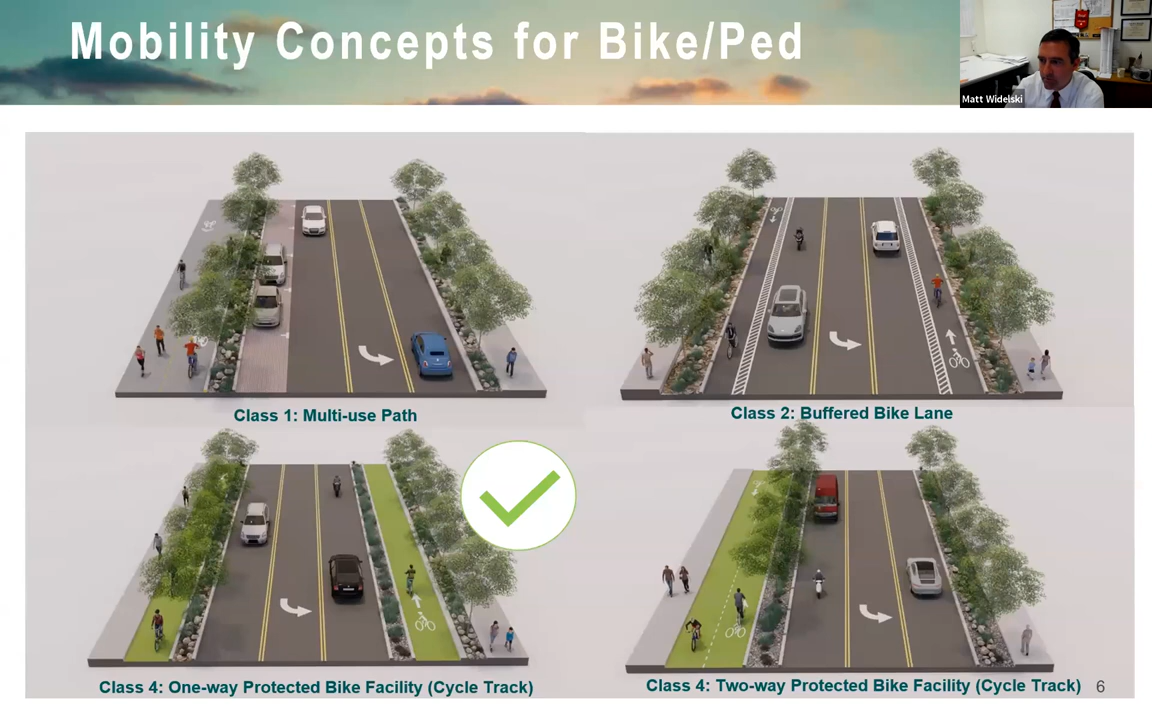 Mobility Concepts for Bike/Ped
Matt Widelski
Class 1: Multi-use Path
Class 2: Buffered Bike Lane
Class 4: One-way Protected Bike Facility (Cycle Track)
Class 4: Two-way Protected Bike Facility (Cycle Track)
6